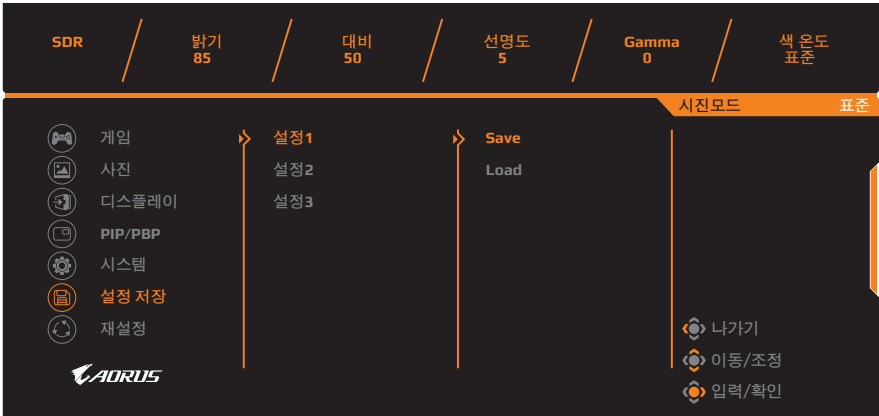 SDR 밝기 대비 선명도 Gamma 색 온도
85 50 5 0 표준
시진모드 표준
게임 설정1 Save
사진 설정2 Load
디스플레이 설정3
PIP/PBP
시스템
설정 저장
재설정 나가기
이동/조정
AORUS
입력/확인